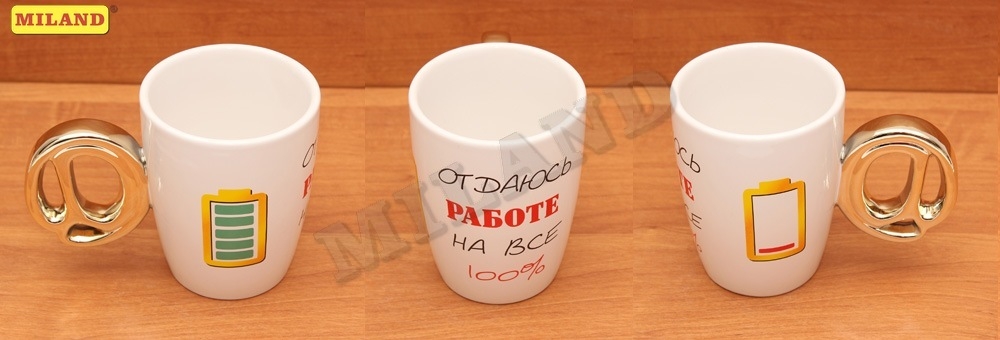 MILAND®
ОТДАЮСЬ
РАБОТЕ
НА ВСЕ
100%
MILAND